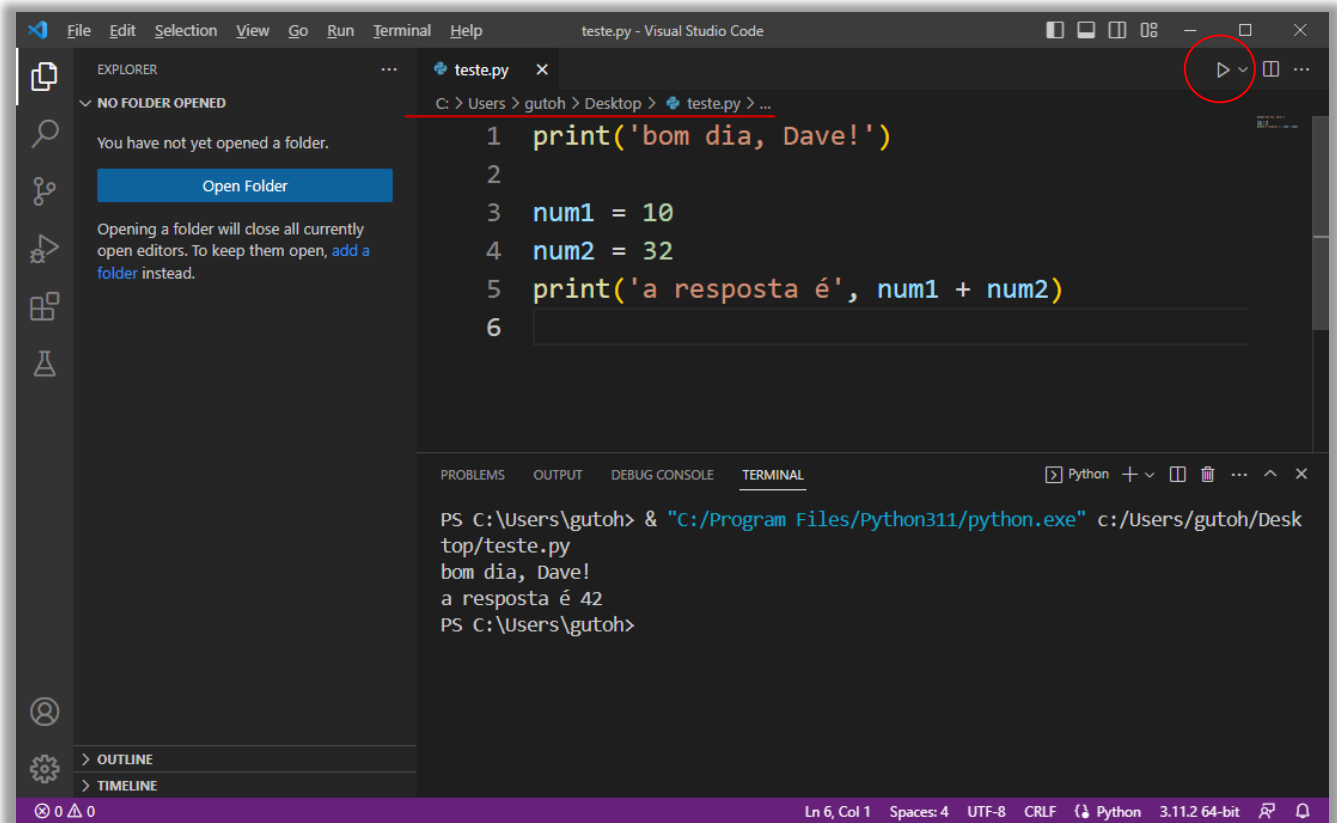 File Edit Selection View Go Run Terminal Help teste.py - Visual Studio Code
EXPLORER
NO FOLDER OPENED
You have not yet opened a folder.
Open Folder
Opening a folder will close all currently
open editors. To keep them open, add a
folder instead.
OUTLINE
TIMELINE
teste.py
C: > Users > gutoh > Desktop > teste.py > ...
1 print('bom dia, Dave!')
2
3 num1 = 10
4 num2 = 32
5 print('a resposta é', num1 + num2)
6
PROBLEMS OUTPUT DEBUG CONSOLE TERMINAL Python
PS C:\Users\gutoh> & "C:/Program Files/Python311/python.exe" c:/Users/gutoh/Desk
top/teste.py
bom dia, Dave!
a resposta é 42
PS C:\Users\gutoh>
0 0 Ln 6, Col 1 Spaces: 4 UTF-8 CRLF Python 3.11.2 64-bit